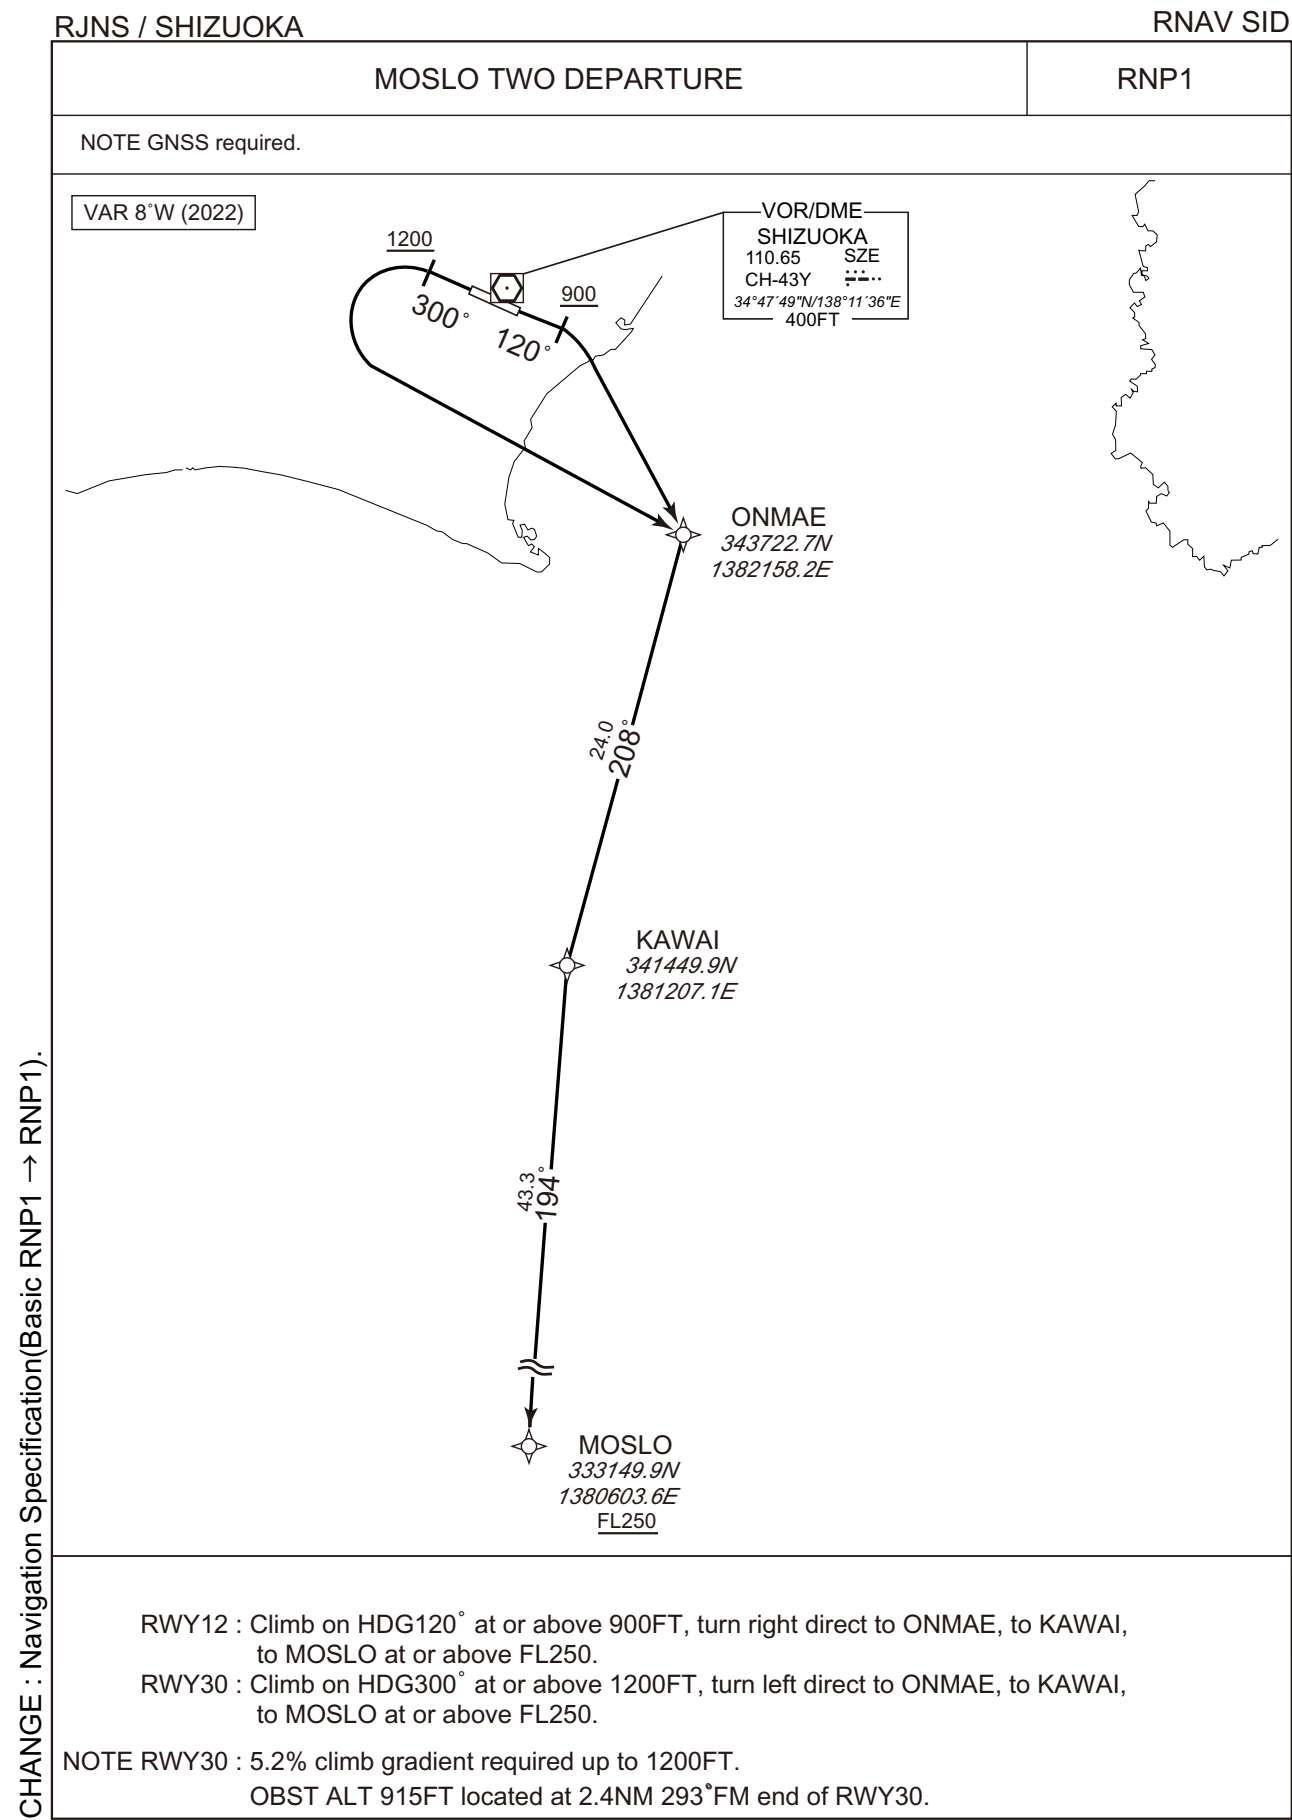 RJNS / SHIZUOKA
RNAV SID
MOSLO TWO DEPARTURE
RNP1
NOTE GNSS required.
VAR 8˚W (2022)
VOR/DME
SHIZUOKA
110.65 SZE
CH-43Y
34°47´49"N/138°11´36"E
400FT
1200
900
300°
120°
ONMAE
343722.7N
1382158.2E
24.0
208°
KAWAI
341449.9N
1381207.1E
43.3
194°
MOSLO
333149.9N
1380603.6E
FL250
RWY12 : Climb on HDG120° at or above 900FT, turn right direct to ONMAE, to KAWAI,
to MOSLO at or above FL250.
RWY30 : Climb on HDG300° at or above 1200FT, turn left direct to ONMAE, to KAWAI,
to MOSLO at or above FL250.
NOTE RWY30 : 5.2% climb gradient required up to 1200FT.
OBST ALT 915FT located at 2.4NM 293°FM end of RWY30.
CHANGE : Navigation Specification(Basic RNP1 → RNP1).